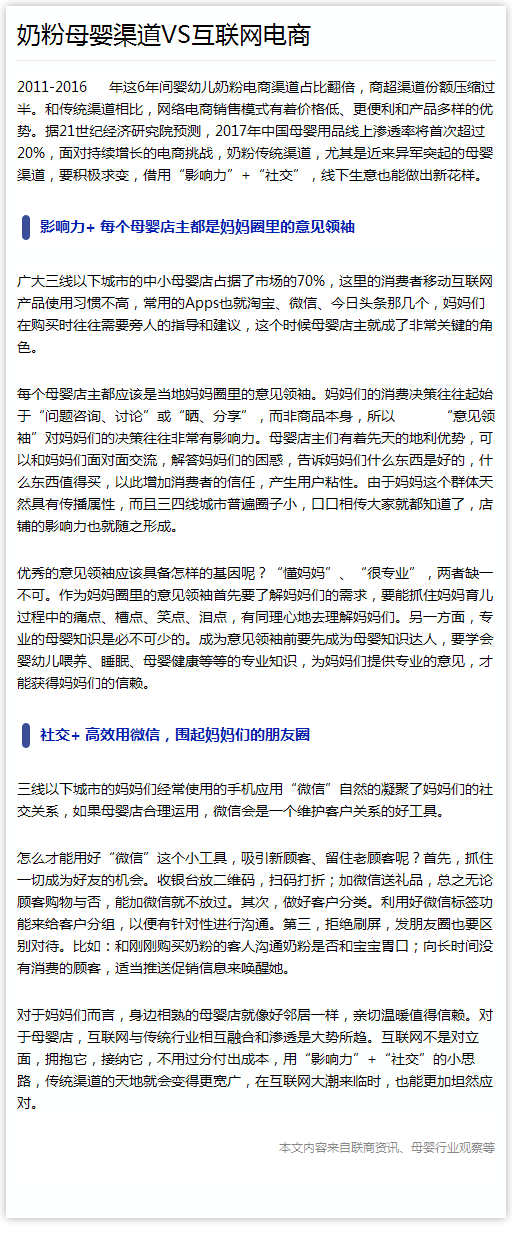 奶粉母婴渠道VS互联网电商
2011-2016 年这6年间婴幼儿奶粉电商渠道占比翻倍，商超渠道份额压缩过
半。和传统渠道相比，网络电商销售模式有着价格低、更便利和产品多样的优
势。据21世纪经济研究院预测，2017年中国母婴用品线上渗透率将首次超过
20%，面对持续增长的电商挑战，奶粉传统渠道，尤其是近来异军突起的母婴
渠道，要积极求变，借用“影响力”+“社交”，线下生意也能做出新花样。
影响力+ 每个母婴店主都是妈妈圈里的意见领袖
广大三线以下城市的中小母婴店占据了市场的70%，这里的消费者移动互联网
产品使用习惯不高，常用的Apps也就淘宝、微信、今日头条那几个，妈妈们
在购买时往往需要旁人的指导和建议，这个时候母婴店主就成了非常关键的角
色。
每个母婴店主都应该是当地妈妈圈里的意见领袖。妈妈们的消费决策往往起始
于“问题咨询、讨论”或“晒、分享”，而非商品本身，所以 “意见领
袖”对妈妈们的决策往往非常有影响力。母婴店主们有着先天的地利优势，可
以和妈妈们面对面交流，解答妈妈们的困惑，告诉妈妈们什么东西是好的，什
么东西值得买，以此增加消费者的信任，产生用户粘性。由于妈妈这个群体天
然具有传播属性，而且三四线城市普遍圈子小，口口相传大家就都知道了，店
铺的影响力也就随之形成。
优秀的意见领袖应该具备怎样的基因呢？“懂妈妈”、“很专业”，两者缺一
不可。作为妈妈圈里的意见领袖首先要了解妈妈们的需求，要能抓住妈妈育儿
过程中的痛点、槽点、笑点、泪点，有同理心地去理解妈妈们。另一方面，专
业的母婴知识是必不可少的。成为意见领袖前要先成为母婴知识达人，要学会
婴幼儿喂养、睡眠、母婴健康等等的专业知识，为妈妈们提供专业的意见，才
能获得妈妈们的信赖。
社交+ 高效用微信，围起妈妈们的朋友圈
三线以下城市的妈妈们经常使用的手机应用“微信”自然的凝聚了妈妈们的社
交关系，如果母婴店合理运用，微信会是一个维护客户关系的好工具。
怎么才能用好“微信”这个小工具，吸引新顾客、留住老顾客呢？首先，抓住
一切成为好友的机会。收银台放二维码，扫码打折；加微信送礼品，总之无论
顾客购物与否，能加微信就不放过。其次，做好客户分类。利用好微信标签功
能来给客户分组，以便有针对性进行沟通。第三，拒绝刷屏，发朋友圈也要区
别对待。比如：和刚刚购买奶粉的客人沟通奶粉是否和宝宝胃口；向长时间没
有消费的顾客，适当推送促销信息来唤醒她。
对于妈妈们而言，身边相熟的母婴店就像好邻居一样，亲切温暖值得信赖。对
于母婴店，互联网与传统行业相互融合和渗透是大势所趋。互联网不是对立
面，拥抱它，接纳它，不用过分付出成本，用“影响力”+“社交”的小思
路，传统渠道的天地就会变得更宽广，在互联网大潮来临时，也能更加坦然应
对。
本文内容来自联商资讯、母婴行业观察等